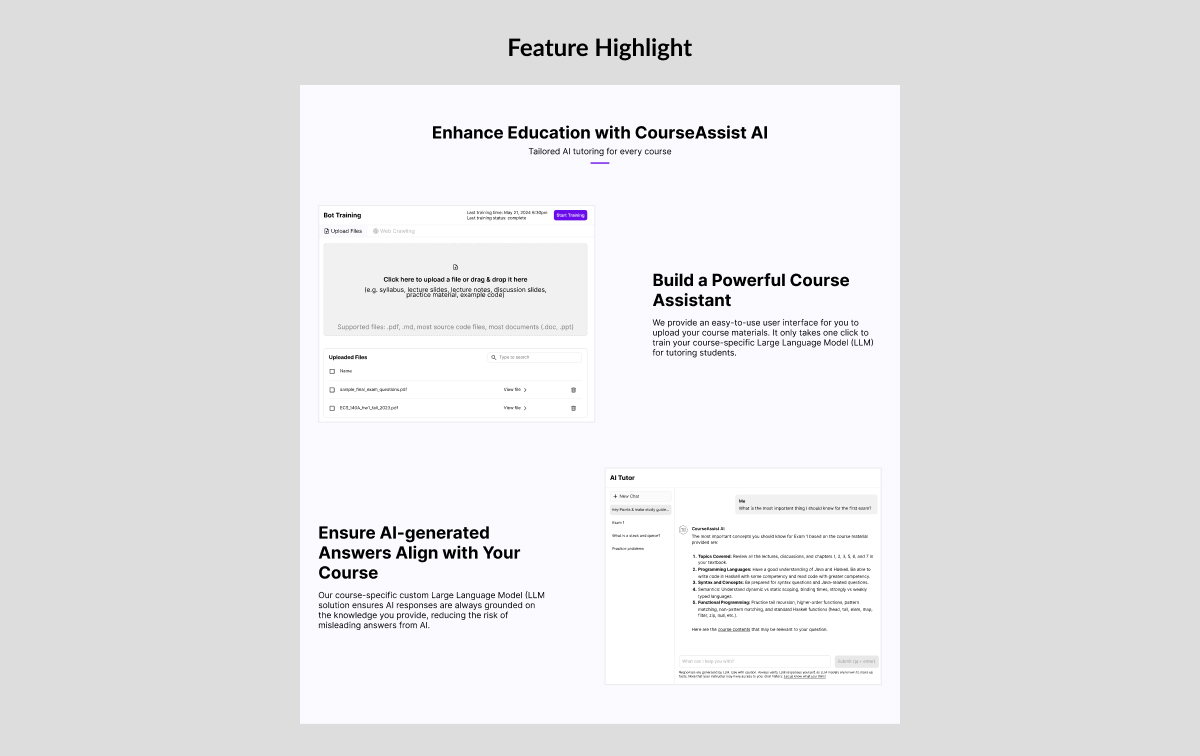 Feature Highlight
Enhance Education with CourseAssist AI
Tailored AI tutoring for every course
Bot Training
Last training time: May 21, 2024 6:30pm
Last training status: complete
Start Training
Upload Files
Web Crawling
Click here to upload a file or drag & drop it here
(e.g. syllabus, lecture slides, lecture notes, discussion slides,
practice material, example code)
Supported files: .pdf, .md, most source code files, most documents (.doc, .ppt)
Uploaded Files
Type to search
Name
sample_final_exam_questions.pdf
View file
ECE_140A_hw1_fall_2023.pdf
View file
Build a Powerful Course
Assistant
We provide an easy-to-use user interface for you to
upload your course materials. It only takes one click to
train your course-specific Large Language Model (LLM)
for tutoring students.
Ensure AI-generated
Answers Align with Your
Course
Our course-specific custom Large Language Model (LLM
solution ensures AI responses are always grounded on
the knowledge you provide, reducing the risk of
misleading answers from AI.
AI Tutor
+ New Chat
Key Points & make study guide...
Exam 1
What is a stack and queue?
Practice problems
Me
What is the most important thing I should know for the first exam?
CourseAssist AI
The most important concepts you should know for Exam 1 based on the course material
provided are:
1. Topics Covered: Review all the lectures, discussions, and chapters 1, 2, 3, 5, 6, and 7 in
your textbook.
2. Programming Languages: Have a good understanding of Java and Haskell. Be able to
write code in Haskell with some competency and read code with greater competency.
3. Syntax and Concepts: Be prepared for syntax questions and Java-related questions.
4. Semantics: Understand dynamic vs static scoping, binding times, strongly vs weakly
typed languages.
5. Functional Programming: Practice tail recursion, higher-order functions, pattern
matching, non-pattern matching, and standard Haskell functions (head, tail, elem, map,
filter, zip, null, etc.).
Here are the course contents that may be relevant to your question.
What can I help you with?
Submit (⌘ + enter)